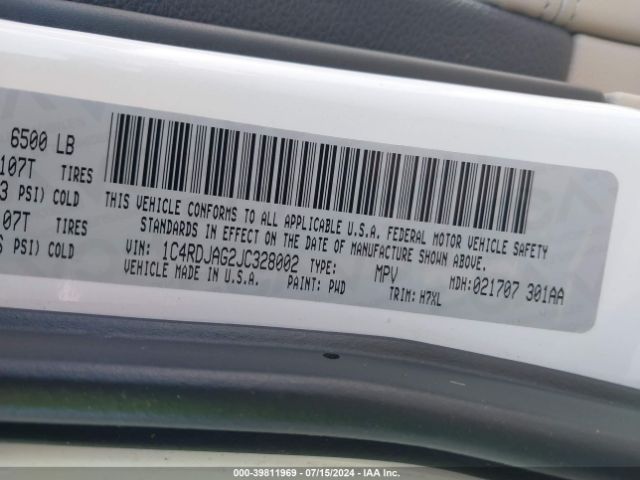 6500 LB
107T TIRES
3 PSI) COLD
07T TIRES
PSI) COLD
THIS VEHICLE CONFORMS TO ALL APPLICABLE U.S.A. FEDERAL MOTOR VEHICLE SAFETY
STANDARDS IN EFFECT ON THE DATE OF MANUFACTURE SHOWN ABOVE.
VIN: 1C4RDJAG2JC328002 TYPE: MPV MDH:021707 301AA
VEHICLE MADE IN U.S.A. PAINT: PWD TRIM: H7XL
000-39811969 - 07/15/2024 - IAA Inc.